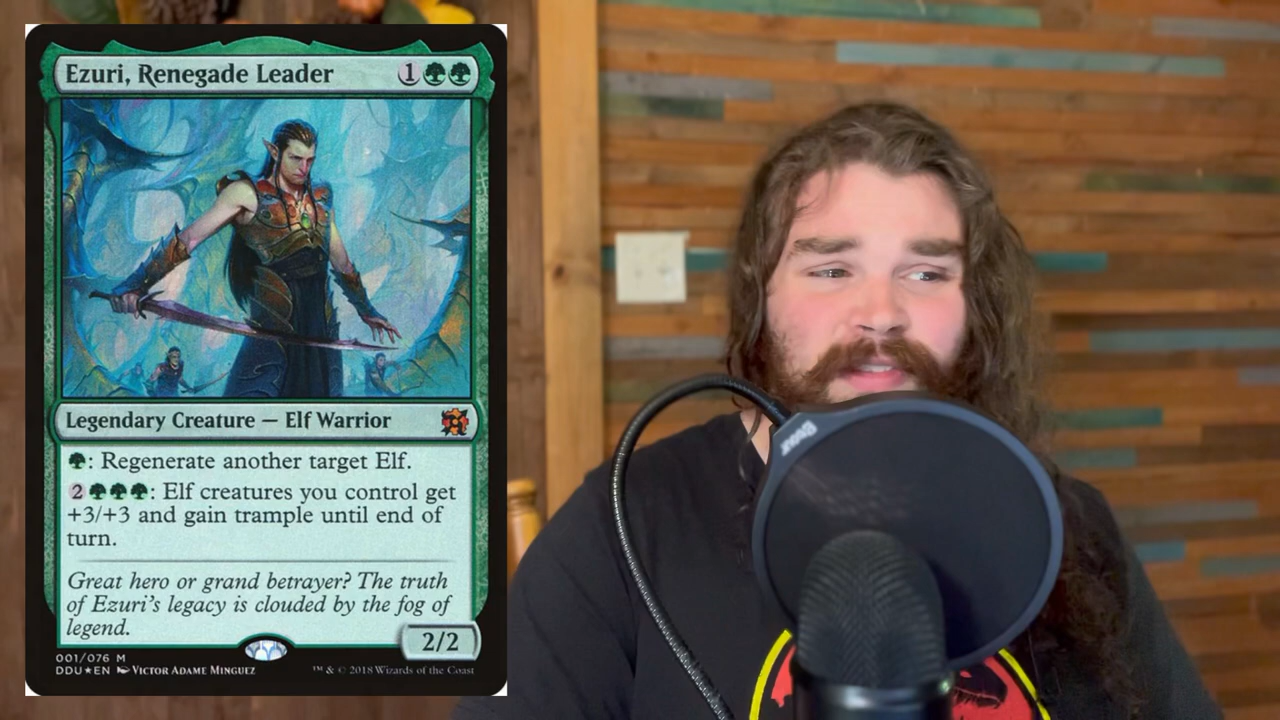 Ezuri, Renegade Leader 1
Legendary Creature — Elf Warrior
: Regenerate another target Elf.
2 : Elf creatures you control get
+3/+3 and gain trample until end of
turn.
Great hero or grand betrayer? The truth
of Ezuri's legacy is clouded by the fog of
legend.
2/2
001/076 M
DDU★EN Victor Adame Minguez ™ & © 2018 Wizards of the Coast